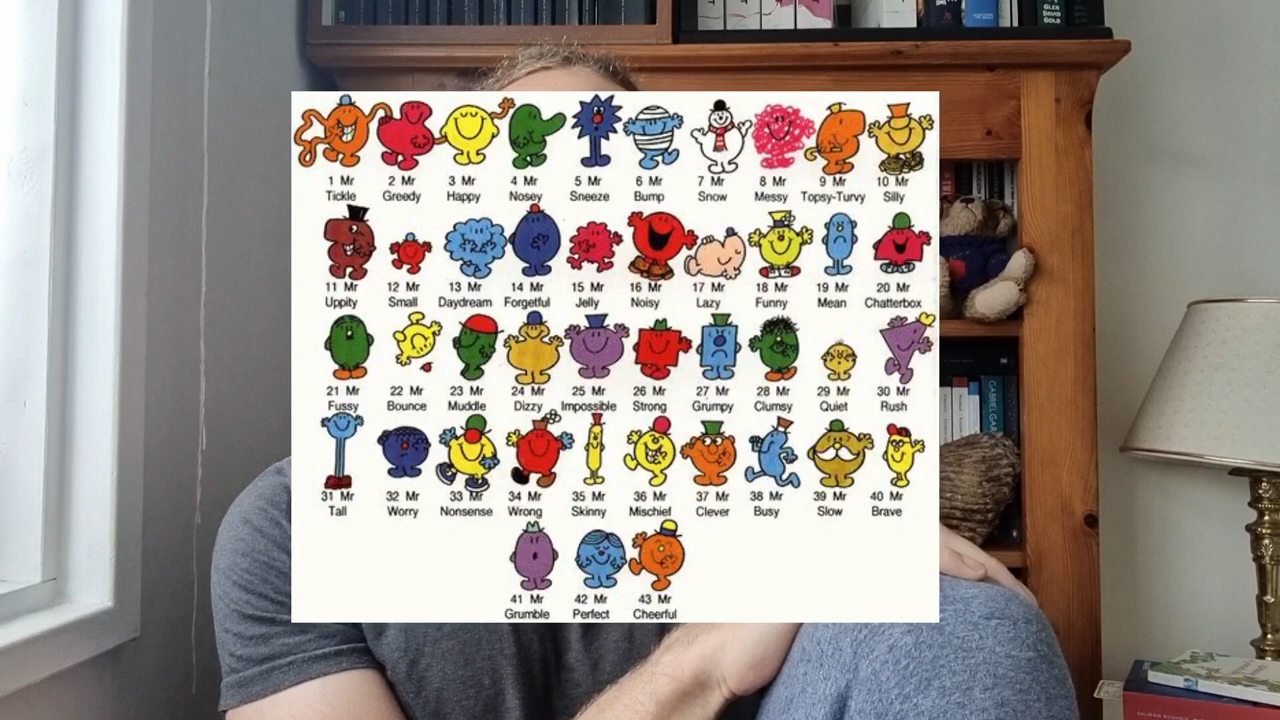 GLEN
DAVID
GOLD
1 Mr 2 Mr 3 Mr 4 Mr 5 Mr 6 Mr 7 Mr 8 Mr 9 Mr 10 Mr
Tickle Greedy Happy Nosey Sneeze Bump Snow Messy Topsy-Turvy Silly
11 Mr 12 Mr 13 Mr 14 Mr 15 Mr 16 Mr 17 Mr 18 Mr 19 Mr 20 Mr
Uppity Small Daydream Forgetful Jelly Noisy Lazy Funny Mean Chatterbox
21 Mr 22 Mr 23 Mr 24 Mr 25 Mr 26 Mr 27 Mr 28 Mr 29 Mr 30 Mr
Fussy Bounce Muddle Dizzy Impossible Strong Grumpy Clumsy Quiet Rush
GABRIEL GAR
31 Mr 32 Mr 33 Mr 34 Mr 35 Mr 36 Mr 37 Mr 38 Mr 39 Mr 40 Mr
Tall Worry Nonsense Wrong Skinny Mischief Clever Busy Slow Brave
41 Mr 42 Mr 43 Mr
Grumble Perfect Cheerful
SALMAN